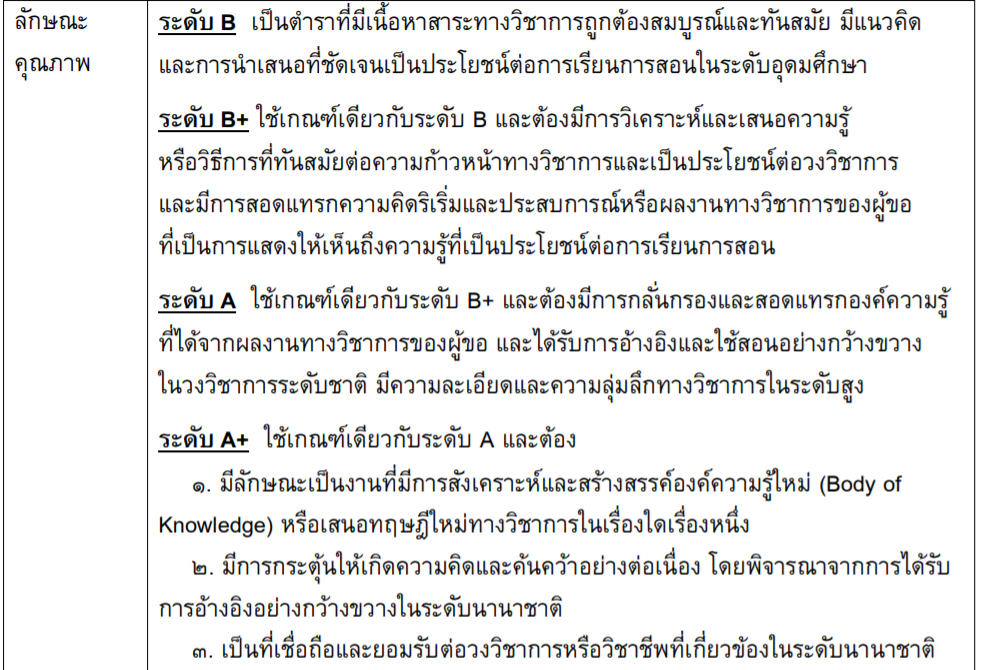 ลักษณะ
คุณภาพ
ระดับ B เป็นตำราที่มีเนื้อหาสาระทางวิชาการถูกต้องสมบูรณ์และทันสมัย มีแนวคิด
และการนำเสนอที่ชัดเจนเป็นประโยชน์ต่อการเรียนการสอนในระดับอุดมศึกษา
ระดับ B+ ใช้เกณฑ์เดียวกับระดับ B และต้องมีการวิเคราะห์และเสนอความรู้
หรือวิธีการที่ทันสมัยต่อความก้าวหน้าทางวิชาการและเป็นประโยชน์ต่อวงวิชาการ
และมีการสอดแทรกความคิดริเริ่มและประสบการณ์หรือผลงานทางวิชาการของผู้ขอ
ที่เป็นการแสดงให้เห็นถึงความรู้ที่เป็นประโยชน์ต่อการเรียนการสอน
ระดับ A ใช้เกณฑ์เดียวกับระดับ B+ และต้องมีการกลั่นกรองและสอดแทรกองค์ความรู้
ที่ได้จากผลงานทางวิชาการของผู้ขอ และได้รับการอ้างอิงและใช้สอนอย่างกว้างขวาง
ในวงวิชาการระดับชาติ มีความละเอียดและความลุ่มลึกทางวิชาการในระดับสูง
ระดับ A+ ใช้เกณฑ์เดียวกับระดับ A และต้อง
๑. มีลักษณะเป็นงานที่มีการสังเคราะห์และสร้างสรรค์องค์ความรู้ใหม่ (Body of
Knowledge) หรือเสนอทฤษฎีใหม่ทางวิชาการในเรื่องใดเรื่องหนึ่ง
๒. มีการกระตุ้นให้เกิดความคิดและค้นคว้าอย่างต่อเนื่อง โดยพิจารณาจากการได้รับ
การอ้างอิงอย่างกว้างขวางในระดับนานาชาติ
๓. เป็นที่เชื่อถือและยอมรับต่อวงวิชาการหรือวิชาชีพที่เกี่ยวข้องในระดับนานาชาติ